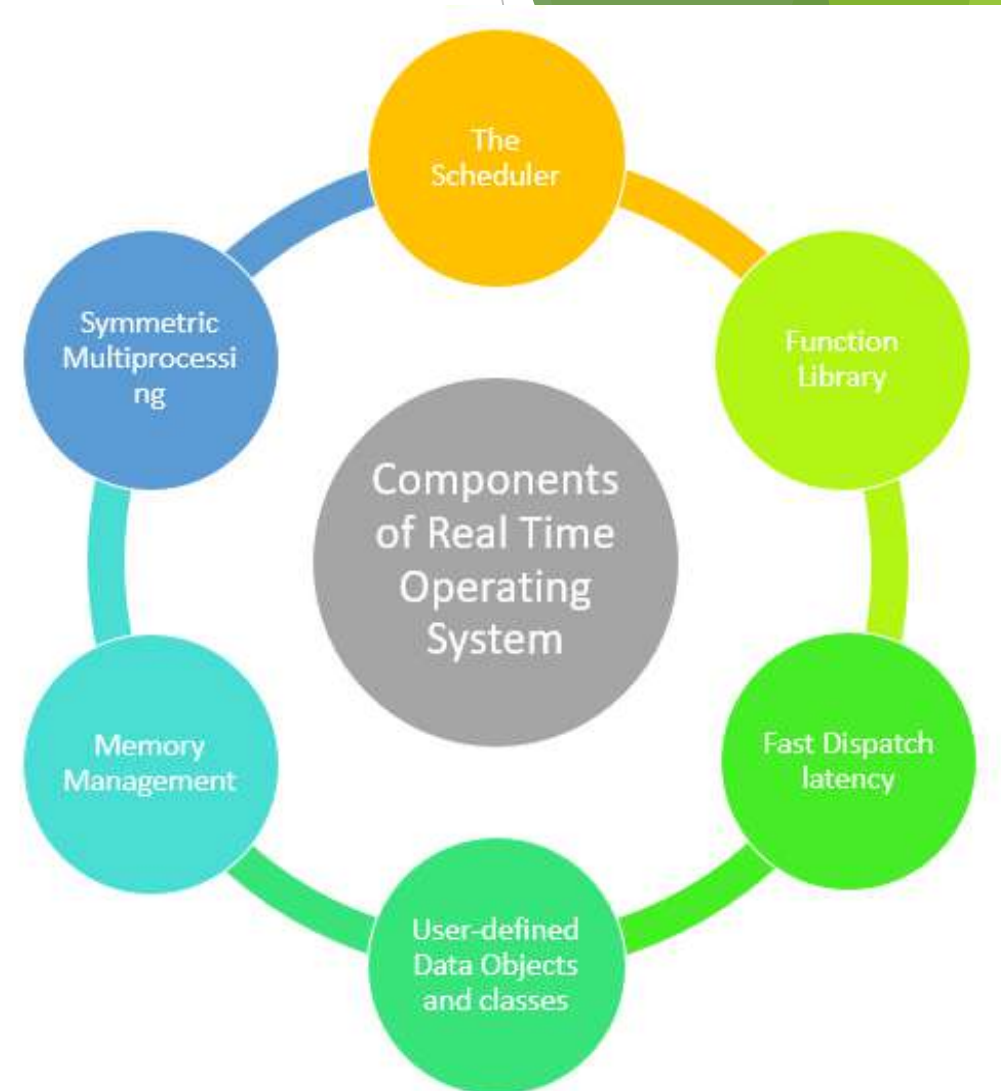 The
Scheduler
Function
Library
Fast Dispatch
latency
User-defined
Data Objects
and classes
Memory
Management
Symmetric
Multiprocessi
ng
Components
of Real Time
Operating
System